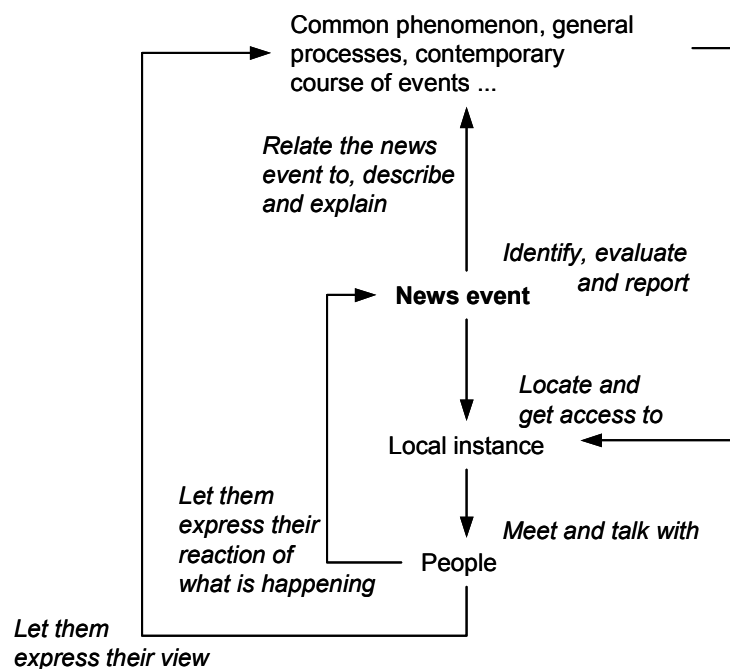 Common phenomenon, general
processes, contemporary
course of events ...
Relate the news
event to, describe
and explain
Identify, evaluate
and report
News event
Locate and
get access to
Local instance
Let them
express their
reaction of
what is happening
Meet and talk with
People
Let them
express their view